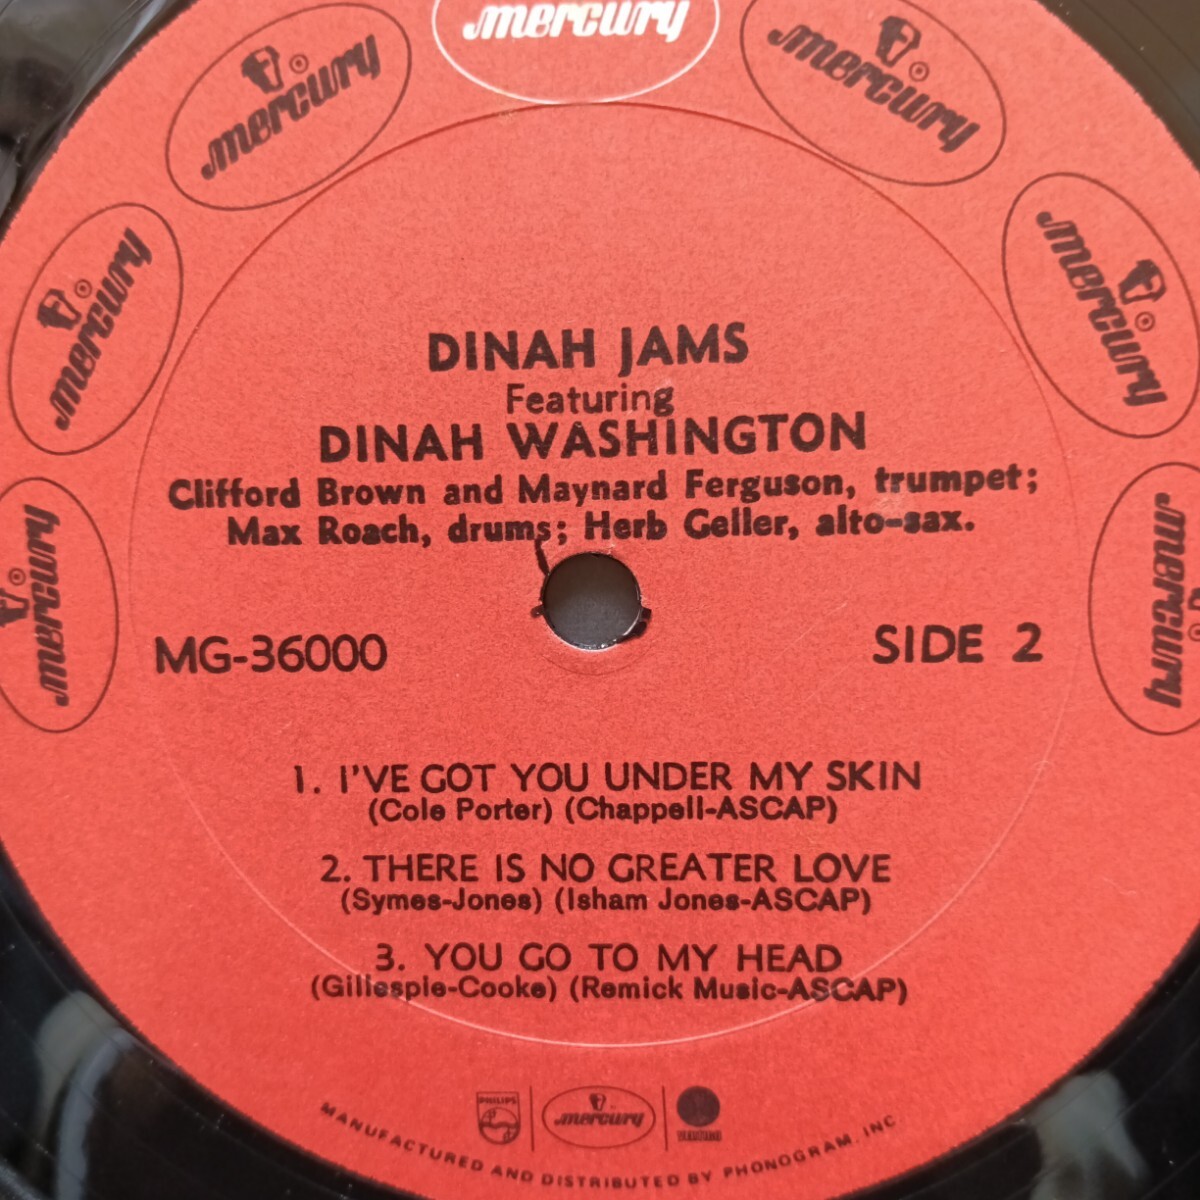 mercury
mercury
mercury
mercury
mercury
mercury
mercury
DINAH JAMS
Featuring
DINAH WASHINGTON
Clifford Brown and Maynard Ferguson, trumpet;
Max Roach, drums; Herb Geller, alto-sax.
MG-36000
SIDE 2
1. I'VE GOT YOU UNDER MY SKIN
(Cole Porter) (Chappell-ASCAP)
2. THERE IS NO GREATER LOVE
(Symes-Jones) (Isham Jones-ASCAP)
3. YOU GO TO MY HEAD
(Gillespie-Cooke) (Remick Music-ASCAP)
PHILIPS
mercury
VERTIGO
MANUFACTURED AND DISTRIBUTED BY PHONOGRAM, INC.